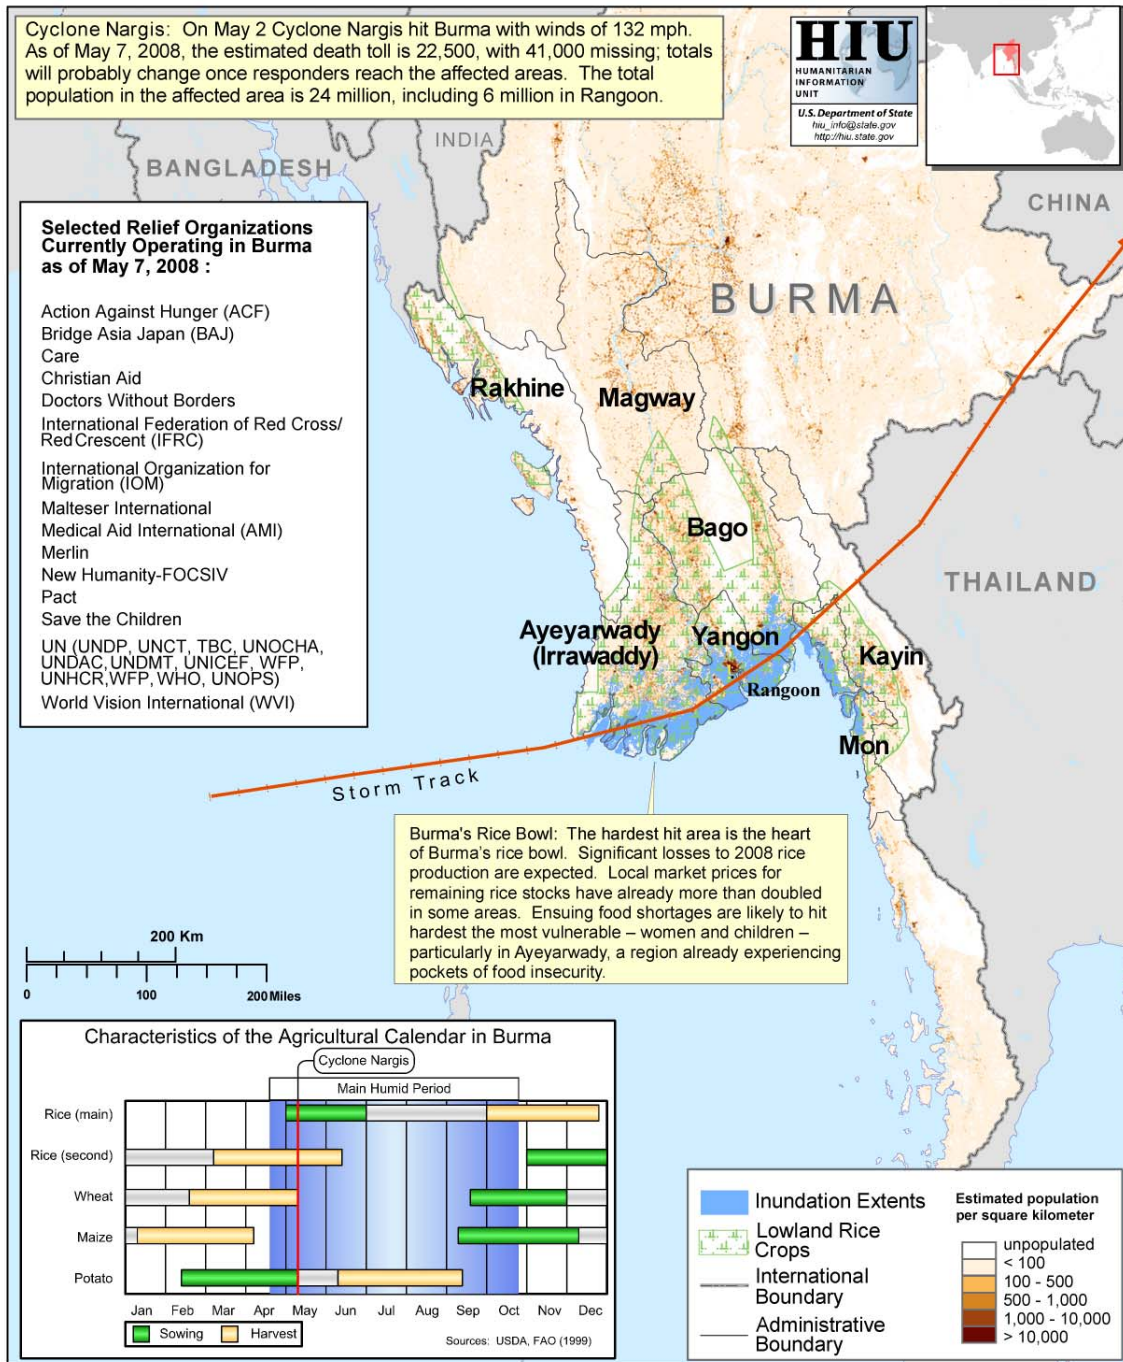 Cyclone Nargis: On May 2 Cyclone Nargis hit Burma with winds of 132 mph.
As of May 7, 2008, the estimated death toll is 22,500, with 41,000 missing; totals
will probably change once responders reach the affected areas. The total
population in the affected area is 24 million, including 6 million in Rangoon.
HIU
HUMANITARIAN
INFORMATION
UNIT
U.S. Department of State
hiu_info@state.gov
http://hiu.state.gov
INDIA
BANGLADESH
CHINA
BURMA
THAILAND
Selected Relief Organizations
Currently Operating in Burma
as of May 7, 2008 :
Action Against Hunger (ACF)
Bridge Asia Japan (BAJ)
Care
Christian Aid
Doctors Without Borders
International Federation of Red Cross/
Red Crescent (IFRC)
International Organization for
Migration (IOM)
Malteser International
Medical Aid International (AMI)
Merlin
New Humanity-FOCSIV
Pact
Save the Children
UN (UNDP, UNCT, TBC, UNOCHA,
UNDAC, UNDMT, UNICEF, WFP,
UNHCR,WFP, WHO, UNOPS)
World Vision International (WVI)
Rakhine
Magway
Bago
Ayeyarwady
(Irrawaddy)
Yangon
Kayin
Rangoon
Mon
Storm Track
Burma's Rice Bowl: The hardest hit area is the heart
of Burma's rice bowl. Significant losses to 2008 rice
production are expected. Local market prices for
remaining rice stocks have already more than doubled
in some areas. Ensuing food shortages are likely to hit
hardest the most vulnerable – women and children –
particularly in Ayeyarwady, a region already experiencing
pockets of food insecurity.
200 Km
0 100 200 Miles
Characteristics of the Agricultural Calendar in Burma
Cyclone Nargis
Main Humid Period
Rice (main)
Rice (second)
Wheat
Maize
Potato
Jan Feb Mar Apr May Jun Jul Aug Sep Oct Nov Dec
Sowing Harvest
Sources: USDA, FAO (1999)
Inundation Extents
Lowland Rice
Crops
International
Boundary
Administrative
Boundary
Estimated population
per square kilometer
unpopulated
< 100
100 - 500
500 - 1,000
1,000 - 10,000
> 10,000